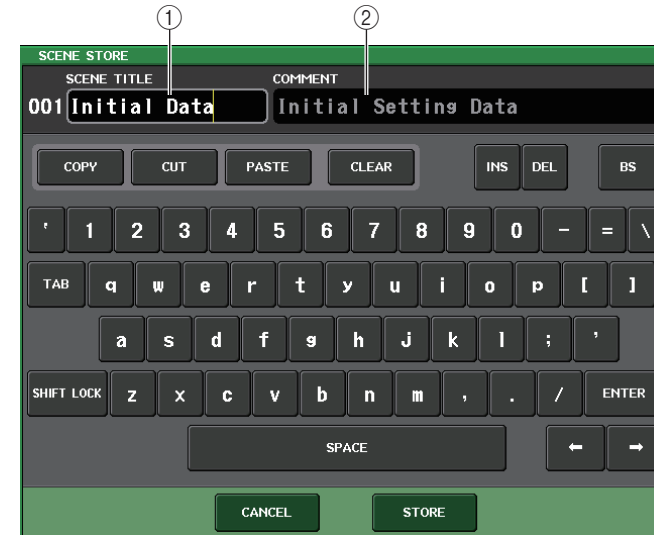 ① ②
SCENE STORE
SCENE TITLE COMMENT
001 Initial Data Initial Setting Data
COPY CUT PASTE CLEAR INS DEL BS
' 1 2 3 4 5 6 7 8 9 0 - = \
TAB q w e r t y u i o p [ ]
a s d f g h j k l ; '
SHIFT LOCK z x c v b n m , . / ENTER
SPACE ← →
CANCEL STORE